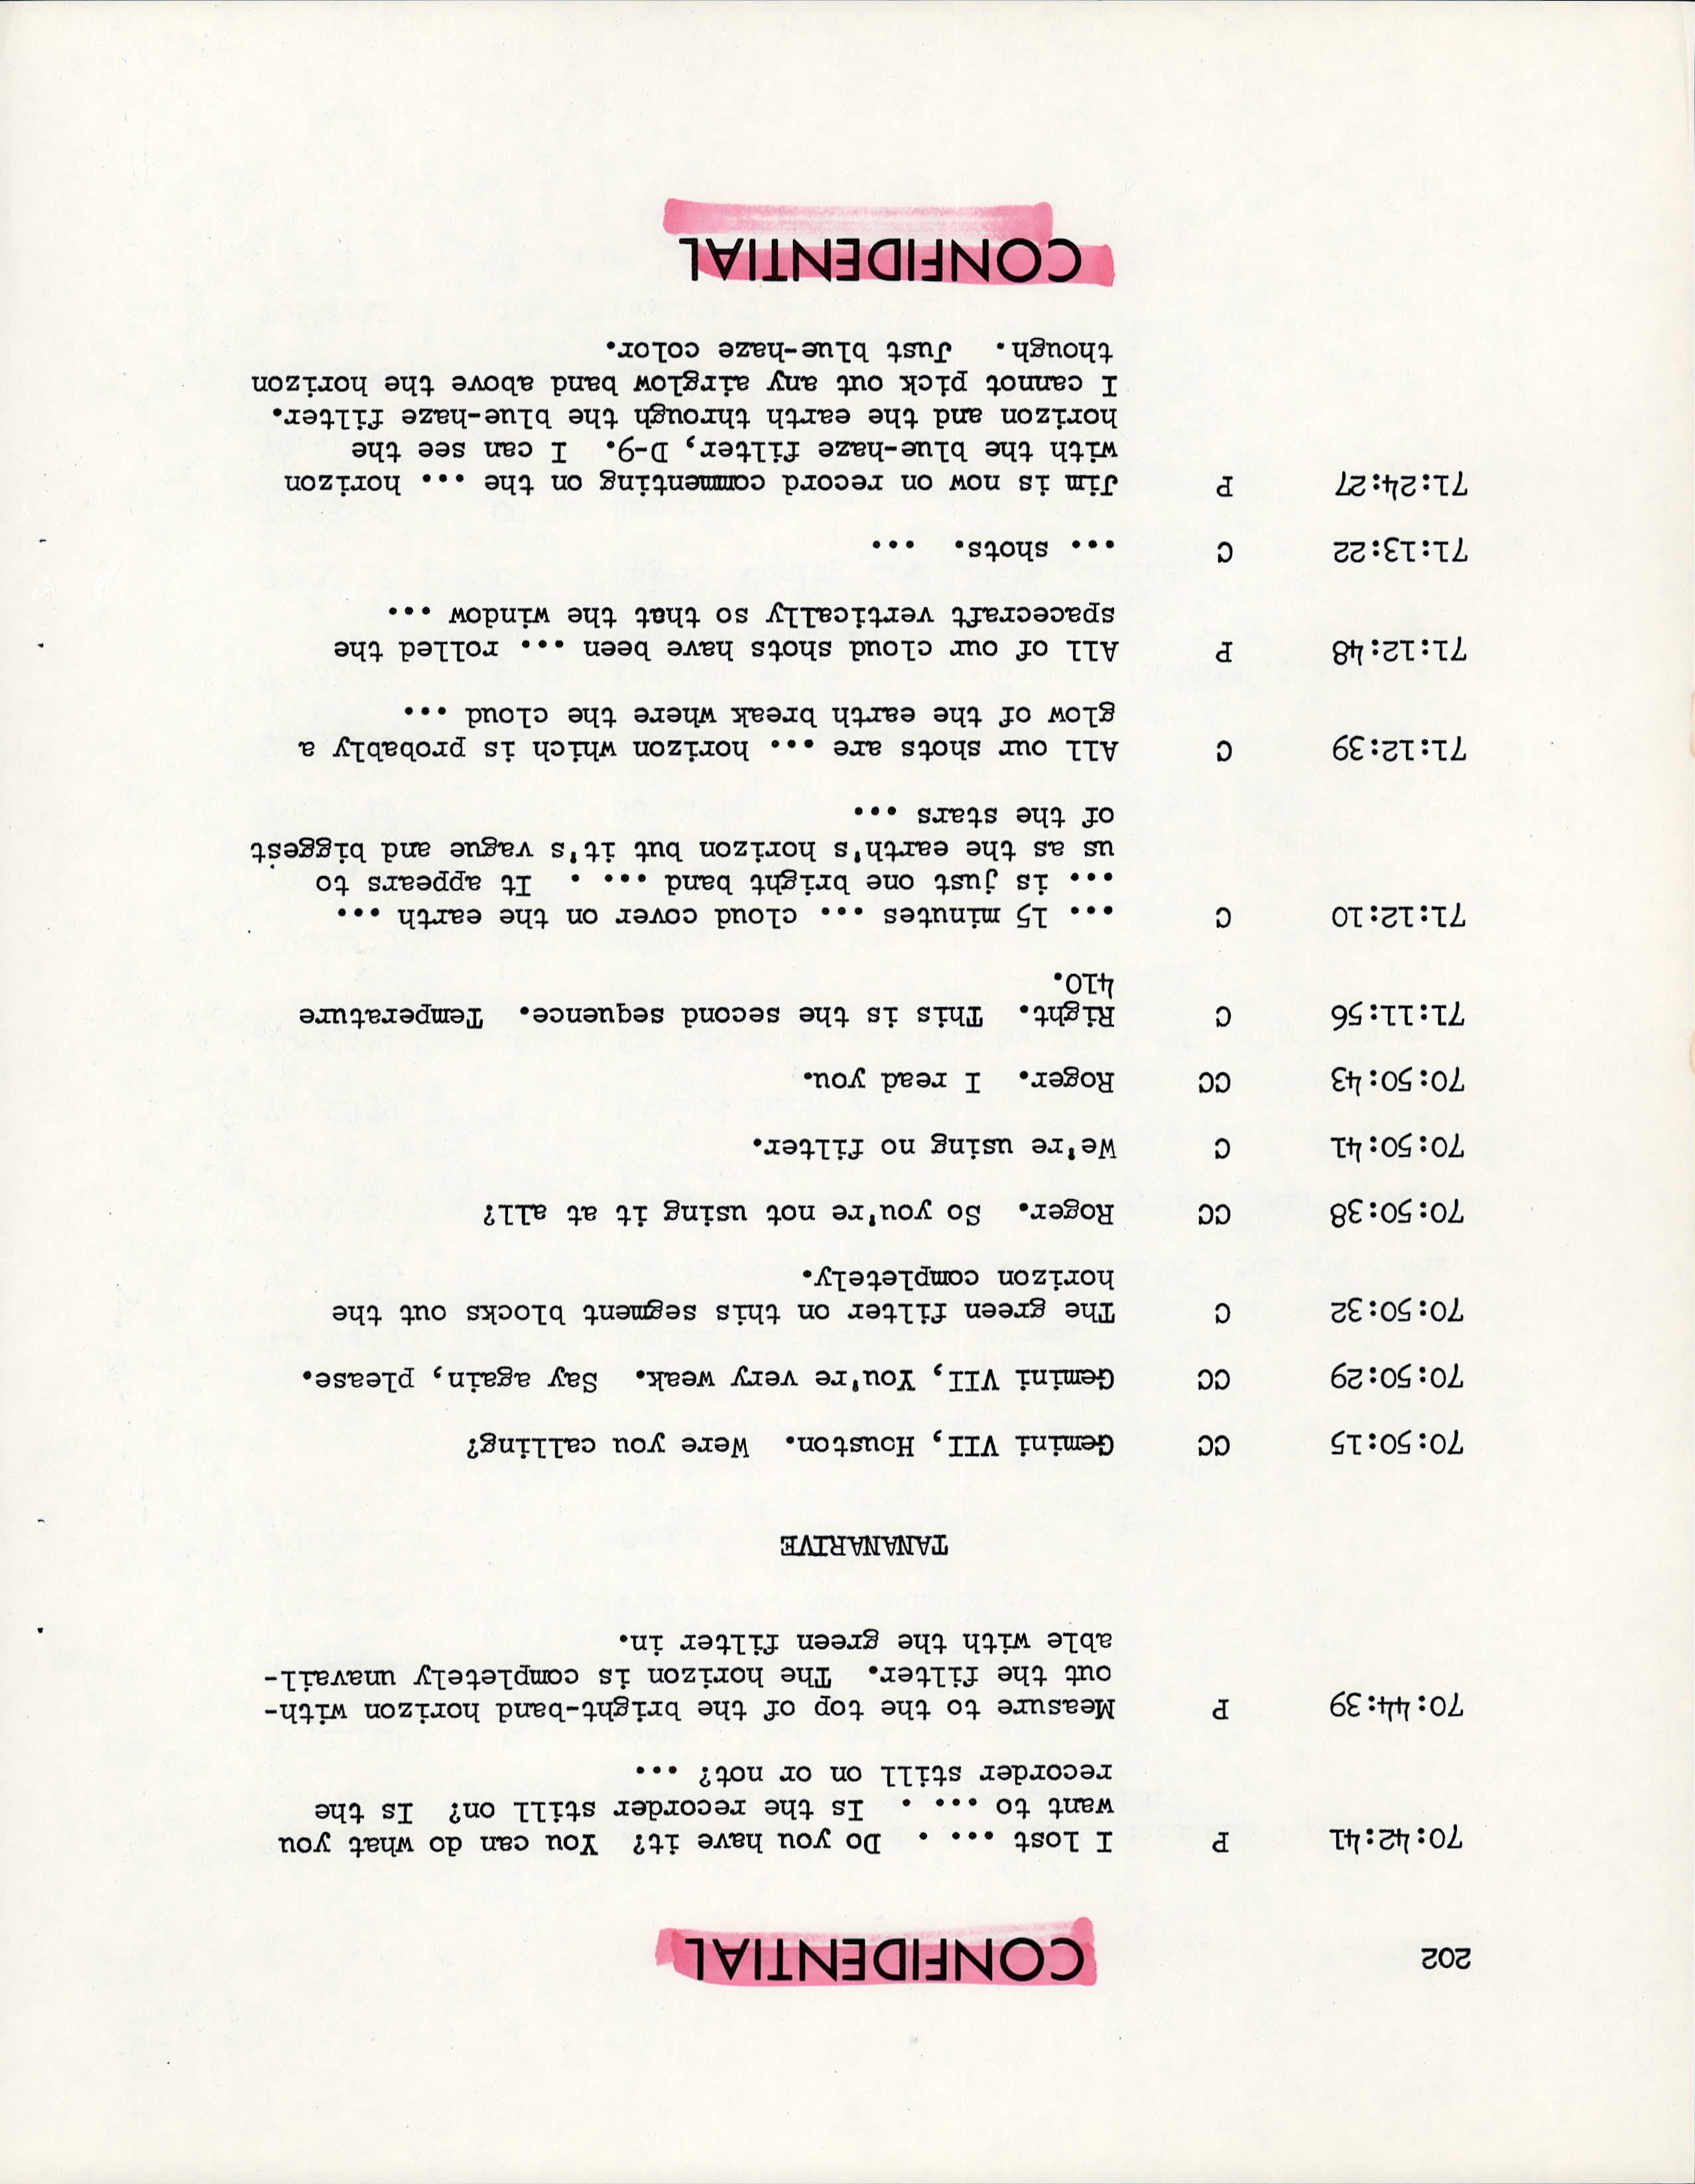 202
CONFIDENTIAL
70:42:41 P I lost ... . Do you have it? You can do what you
want to ... . Is the recorder still on? Is the
recorder still on or not? ...
70:44:39 P Measure to the top of the bright-band horizon with-
out the filter. The horizon is completely unavail-
able with the green filter in.
TANANARIVE
70:50:15 CC Gemini VII, Houston. Were you calling?
70:50:29 CC Gemini VII, You're very weak. Say again, please.
70:50:32 C The green filter on this segment blocks out the
horizon completely.
70:50:38 CC Roger. So you're not using it at all?
70:50:41 C We're using no filter.
70:50:43 CC Roger. I read you.
71:11:56 C Right. This is the second sequence. Temperature
410.
71:12:10 C ... 15 minutes ... cloud cover on the earth ...
... is just one bright band ... . It appears to
us as the earth's horizon but it's vague and biggest
of the stars ...
71:12:39 C All our shots are ... horizon which is probably a
glow of the earth break where the cloud ...
71:12:48 P All of our cloud shots have been ... rolled the
spacecraft vertically so that the window ...
71:13:22 C ... shots. ...
71:24:27 P Jim is now on record commenting on the ... horizon
with the blue-haze filter, D-9. I can see the
horizon and the earth through the blue-haze filter.
I cannot pick out any airglow band above the horizon
though. Just blue-haze color.
CONFIDENTIAL